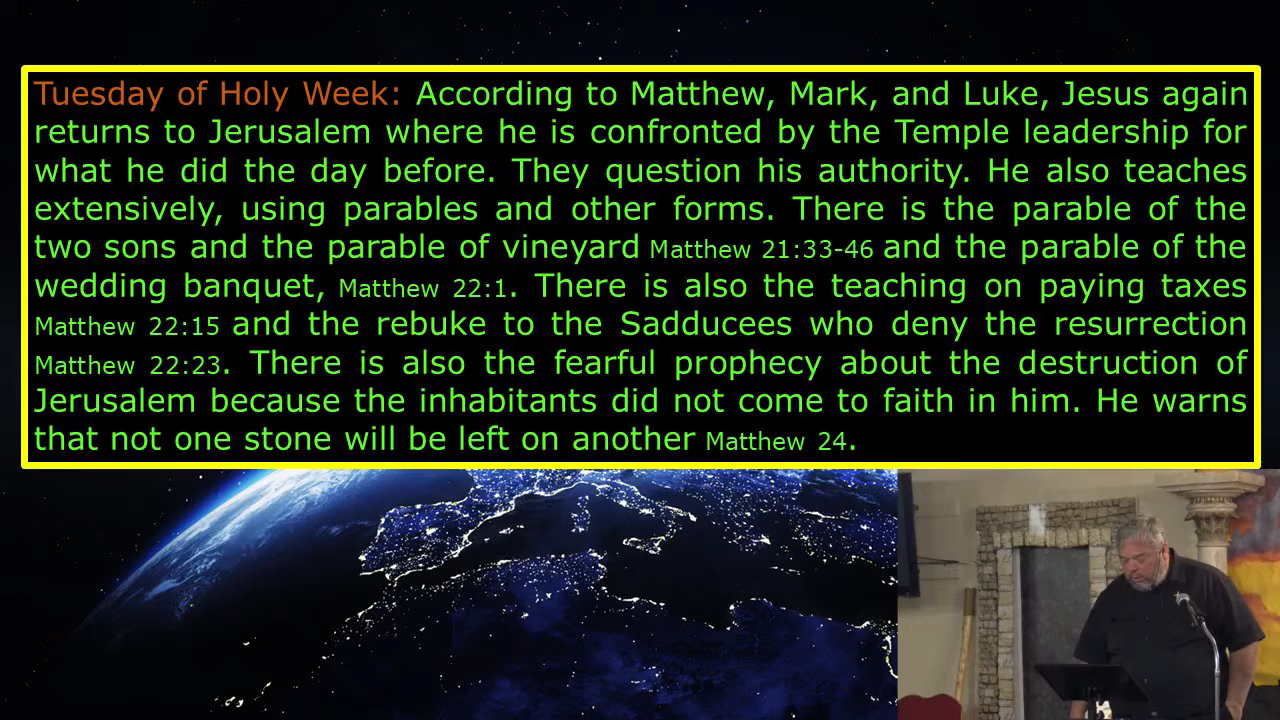 Tuesday of Holy Week: According to Matthew, Mark, and Luke, Jesus again
returns to Jerusalem where he is confronted by the Temple leadership for
what he did the day before. They question his authority. He also teaches
extensively, using parables and other forms. There is the parable of the
two sons and the parable of vineyard Matthew 21:33-46 and the parable of the
wedding banquet, Matthew 22:1. There is also the teaching on paying taxes
Matthew 22:15 and the rebuke to the Sadducees who deny the resurrection
Matthew 22:23. There is also the fearful prophecy about the destruction of
Jerusalem because the inhabitants did not come to faith in him. He warns
that not one stone will be left on another Matthew 24.